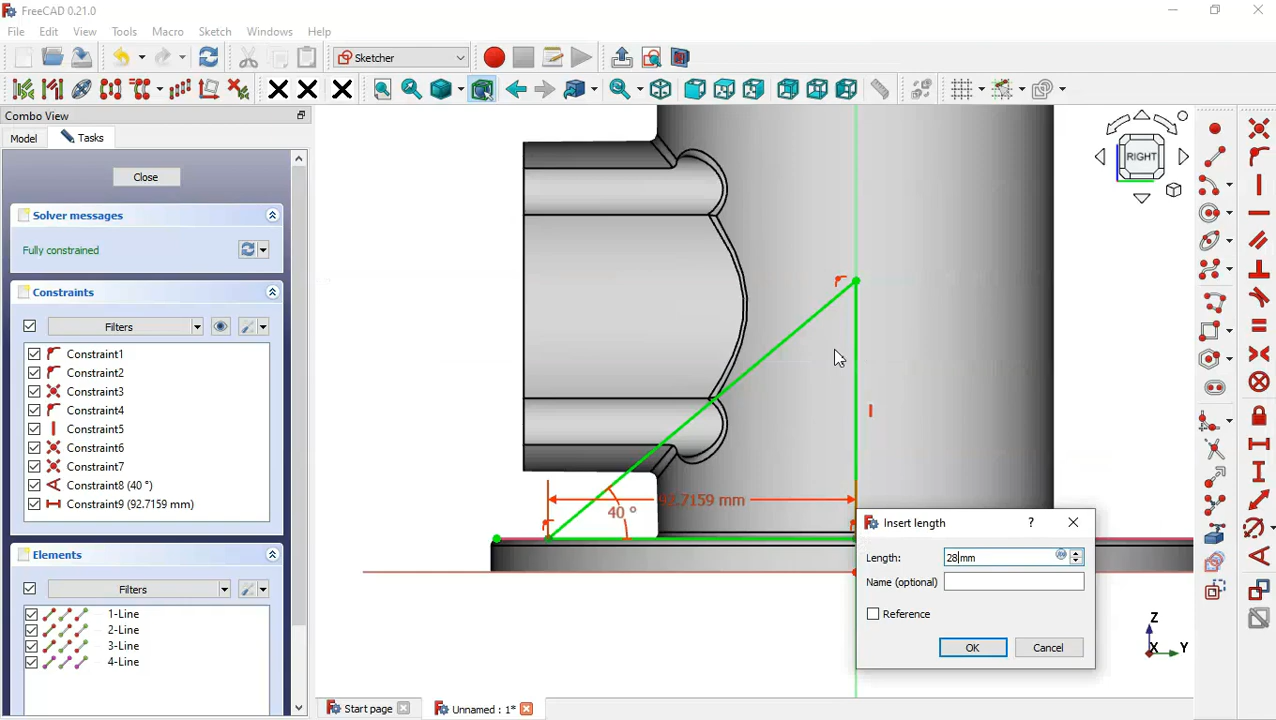 FreeCAD 0.21.0
File Edit View Tools Macro Sketch Windows Help
Sketcher
Combo View
Model Tasks
Close
Solver messages
Fully constrained
Constraints
Filters
Constraint1
Constraint2
Constraint3
Constraint4
Constraint5
Constraint6
Constraint7
Constraint8 (40 °)
Constraint9 (92.7159 mm)
Elements
Filters
1-Line
2-Line
3-Line
4-Line
RIGHT
92.7159 mm
40 °
Insert length
?
Length: 28mm
Name (optional)
Reference
OK Cancel
Z
X Y
Start page Unnamed : 1*